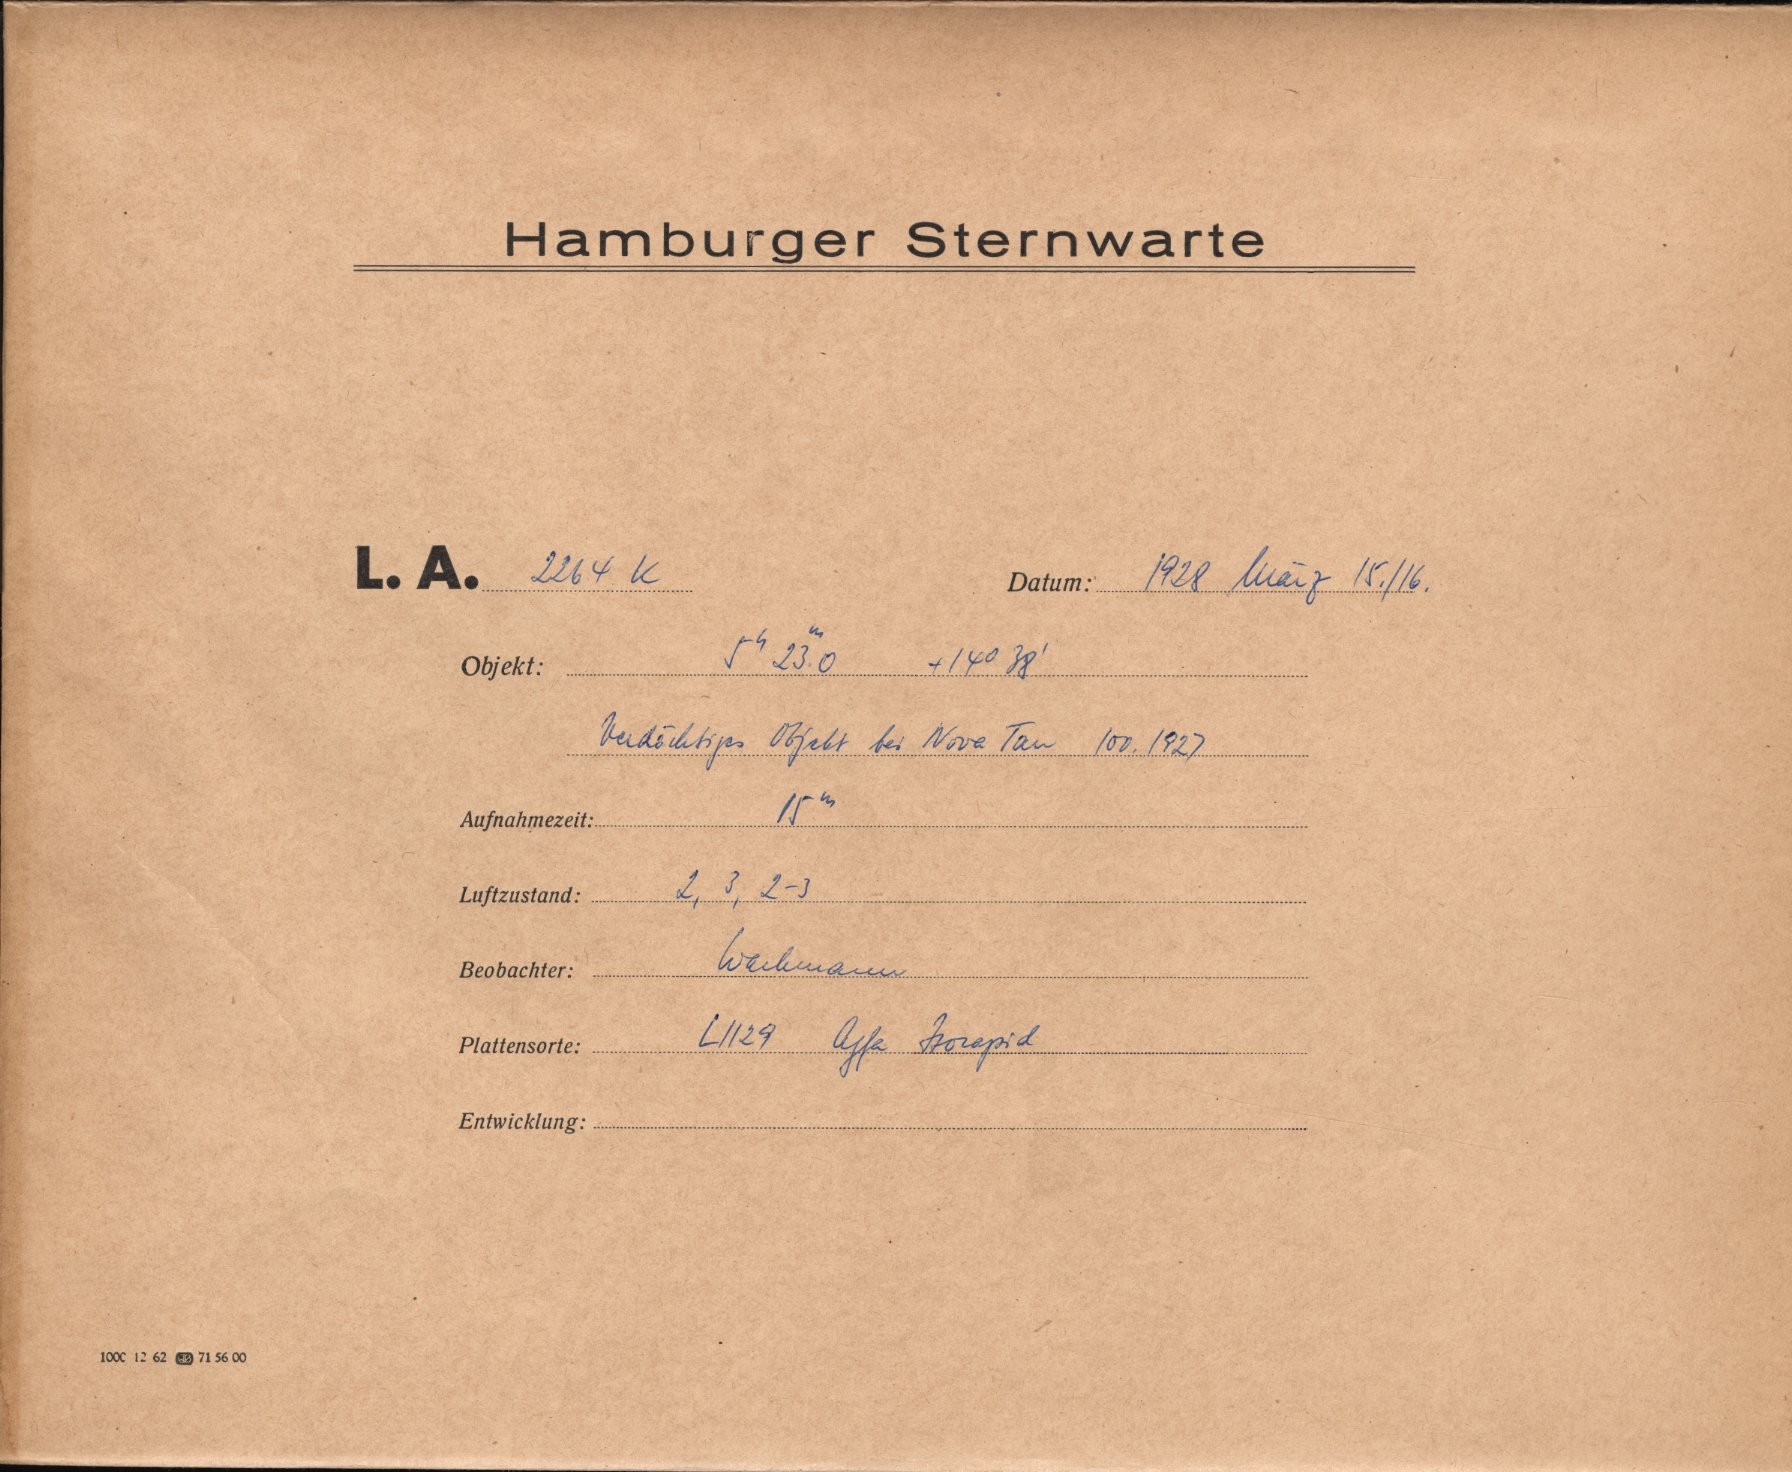 Hamburger Sternwarte
L. A. 2264 K Datum: 1928 März 15./16.
Objekt: 5ʰ 23ᵐ.0 +14° 38'
Verdächtiges Objekt bei Nova Tau 100.1927
Aufnahmezeit: 15ᵐ
Luftzustand: 2, 3, 2-3
Beobachter: Wachmann
Plattensorte: L1129 Agfa Isorapid
Entwicklung:
1000 12 62 71 56 00